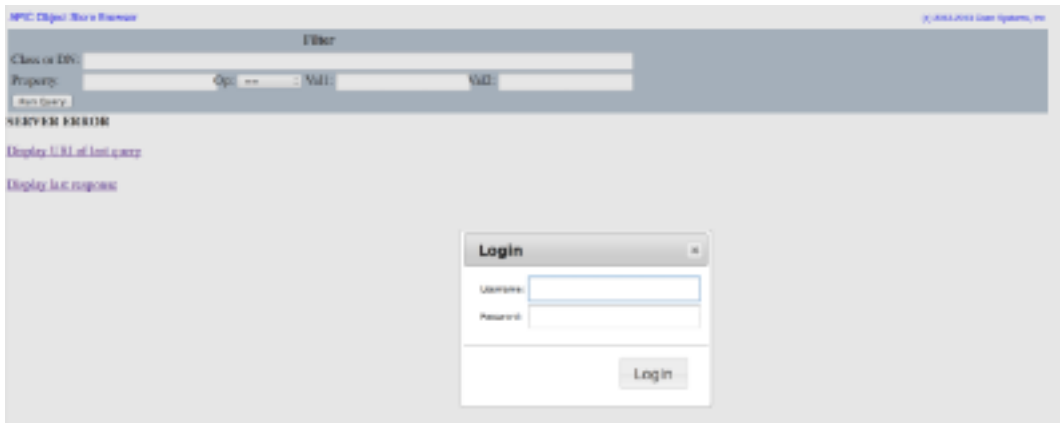 APIC Object Store Browser
Filter
Class or DN:
Property: Op: == Val1: Val2:
Run Query
SERVER ERROR
Display URI of last query
Display last response
Login
Username:
Password:
Login